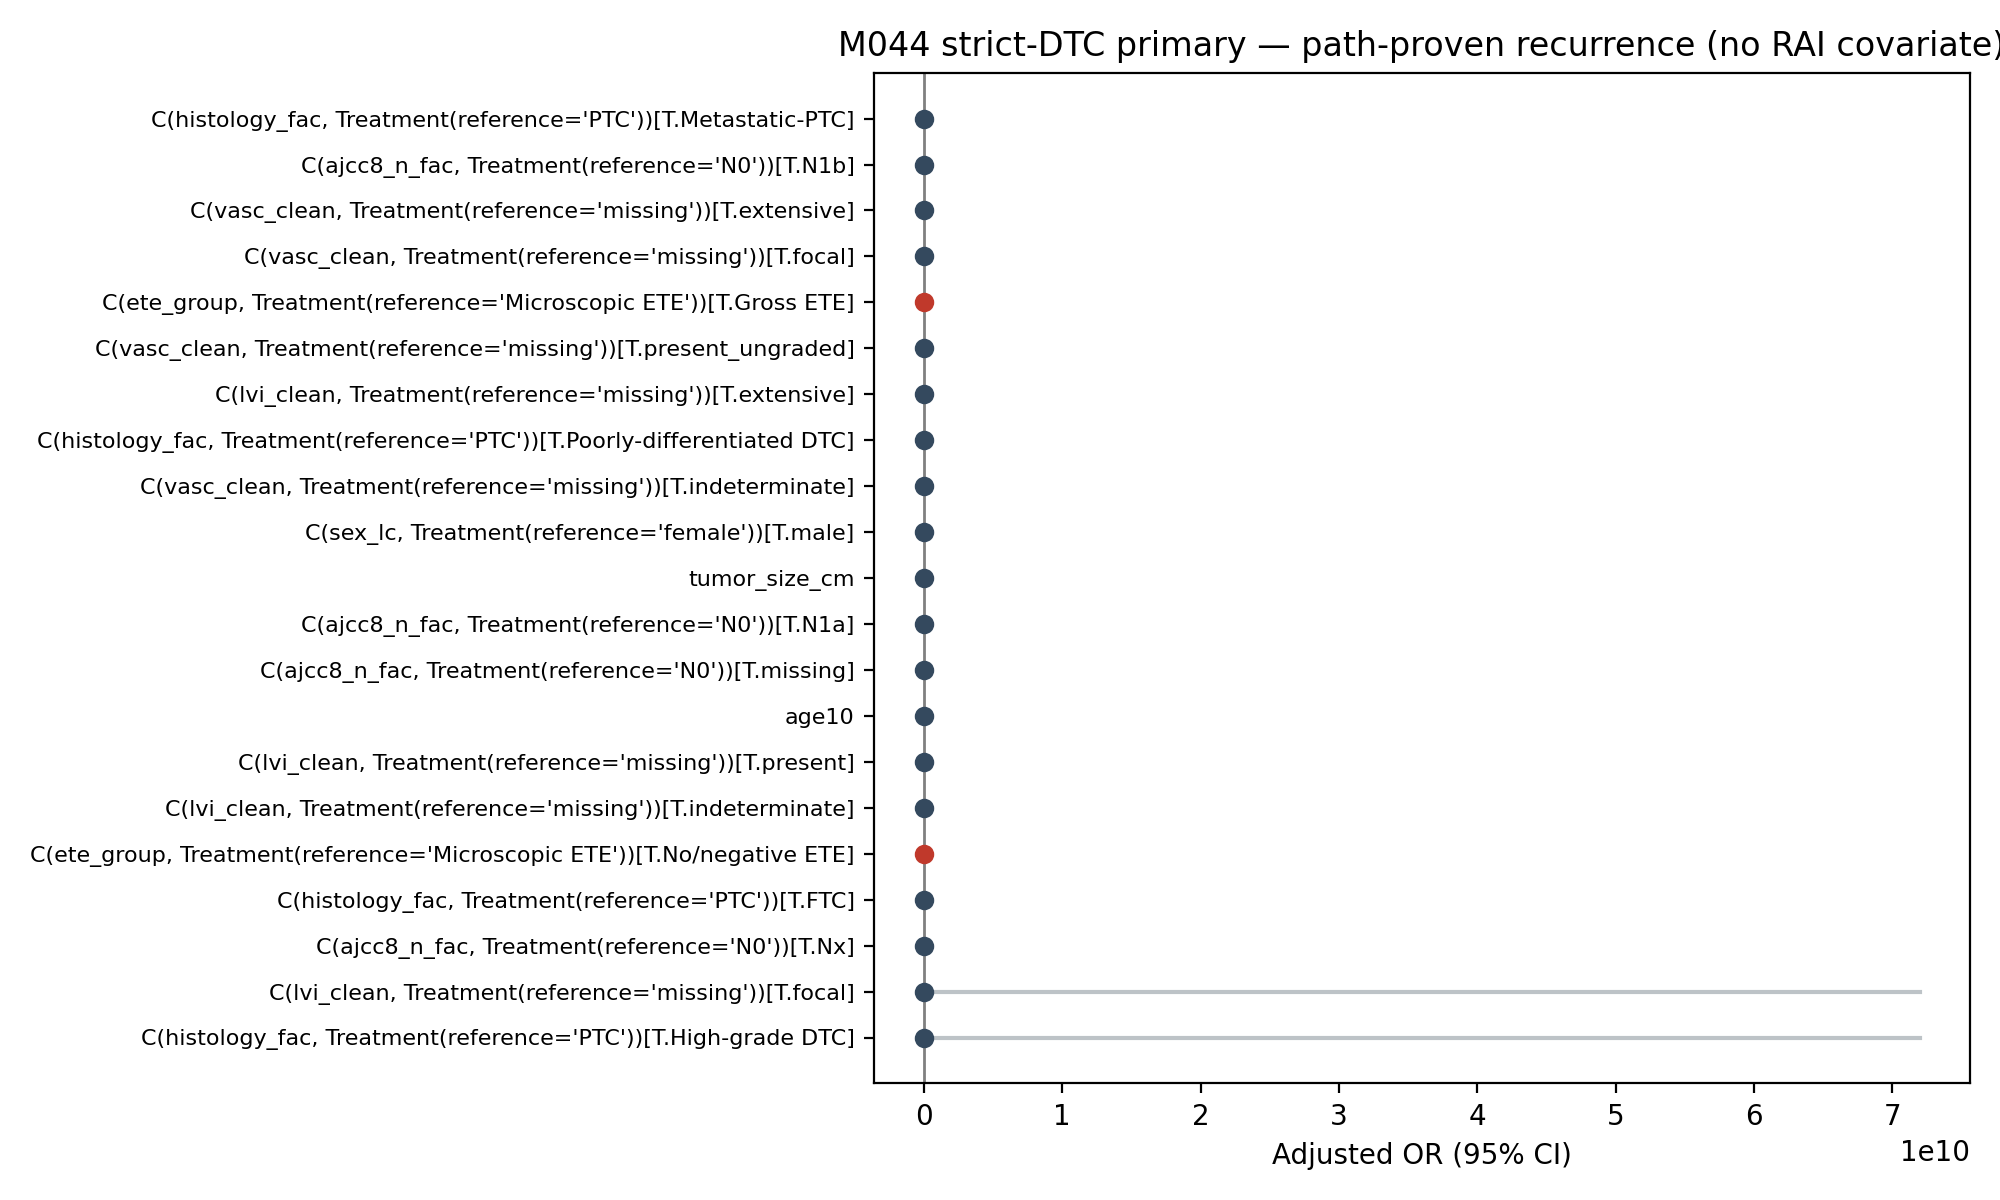 M044 strict-DTC primary — path-proven recurrence (no RAI covariate)
C(histology_fac, Treatment(reference='PTC'))[T.Metastatic-PTC]
C(ajcc8_n_fac, Treatment(reference='N0'))[T.N1b]
C(vasc_clean, Treatment(reference='missing'))[T.extensive]
C(vasc_clean, Treatment(reference='missing'))[T.focal]
C(ete_group, Treatment(reference='Microscopic ETE'))[T.Gross ETE]
C(vasc_clean, Treatment(reference='missing'))[T.present_ungraded]
C(lvi_clean, Treatment(reference='missing'))[T.extensive]
C(histology_fac, Treatment(reference='PTC'))[T.Poorly-differentiated DTC]
C(vasc_clean, Treatment(reference='missing'))[T.indeterminate]
C(sex_lc, Treatment(reference='female'))[T.male]
tumor_size_cm
C(ajcc8_n_fac, Treatment(reference='N0'))[T.N1a]
C(ajcc8_n_fac, Treatment(reference='N0'))[T.missing]
age10
C(lvi_clean, Treatment(reference='missing'))[T.present]
C(lvi_clean, Treatment(reference='missing'))[T.indeterminate]
C(ete_group, Treatment(reference='Microscopic ETE'))[T.No/negative ETE]
C(histology_fac, Treatment(reference='PTC'))[T.FTC]
C(ajcc8_n_fac, Treatment(reference='N0'))[T.Nx]
C(lvi_clean, Treatment(reference='missing'))[T.focal]
C(histology_fac, Treatment(reference='PTC'))[T.High-grade DTC]
0 1 2 3 4 5 6 7
1e10
Adjusted OR (95% CI)